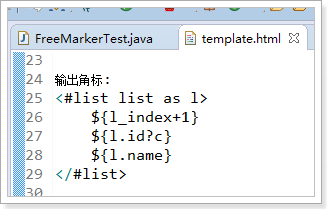 FreeMarkerTest.java template.html
23
24 输出角标:
25 <#list list as l>
26 ${l_index+1}
27 ${l.id?c}
28 ${l.name}
29 </#list>
30